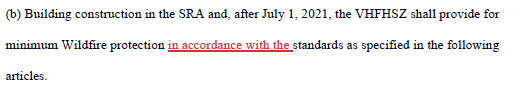 (b) Building construction in the SRA and, after July 1, 2021, the VHFHSZ shall provide for
minimum Wildfire protection in accordance with the standards as specified in the following
articles.